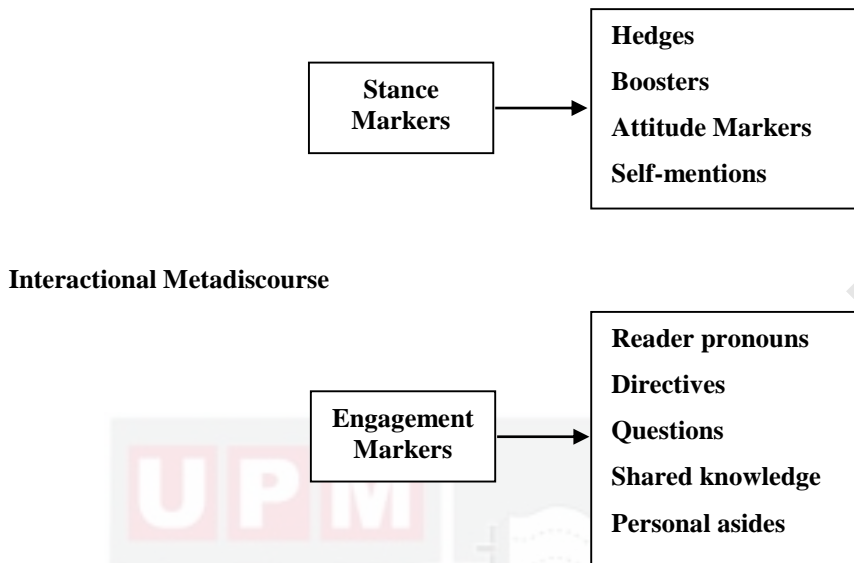 Hedges
Boosters
Attitude Markers
Self-mentions
Stance
Markers
Interactional Metadiscourse
Reader pronouns
Directives
Questions
Shared knowledge
Personal asides
Engagement
Markers
UPM